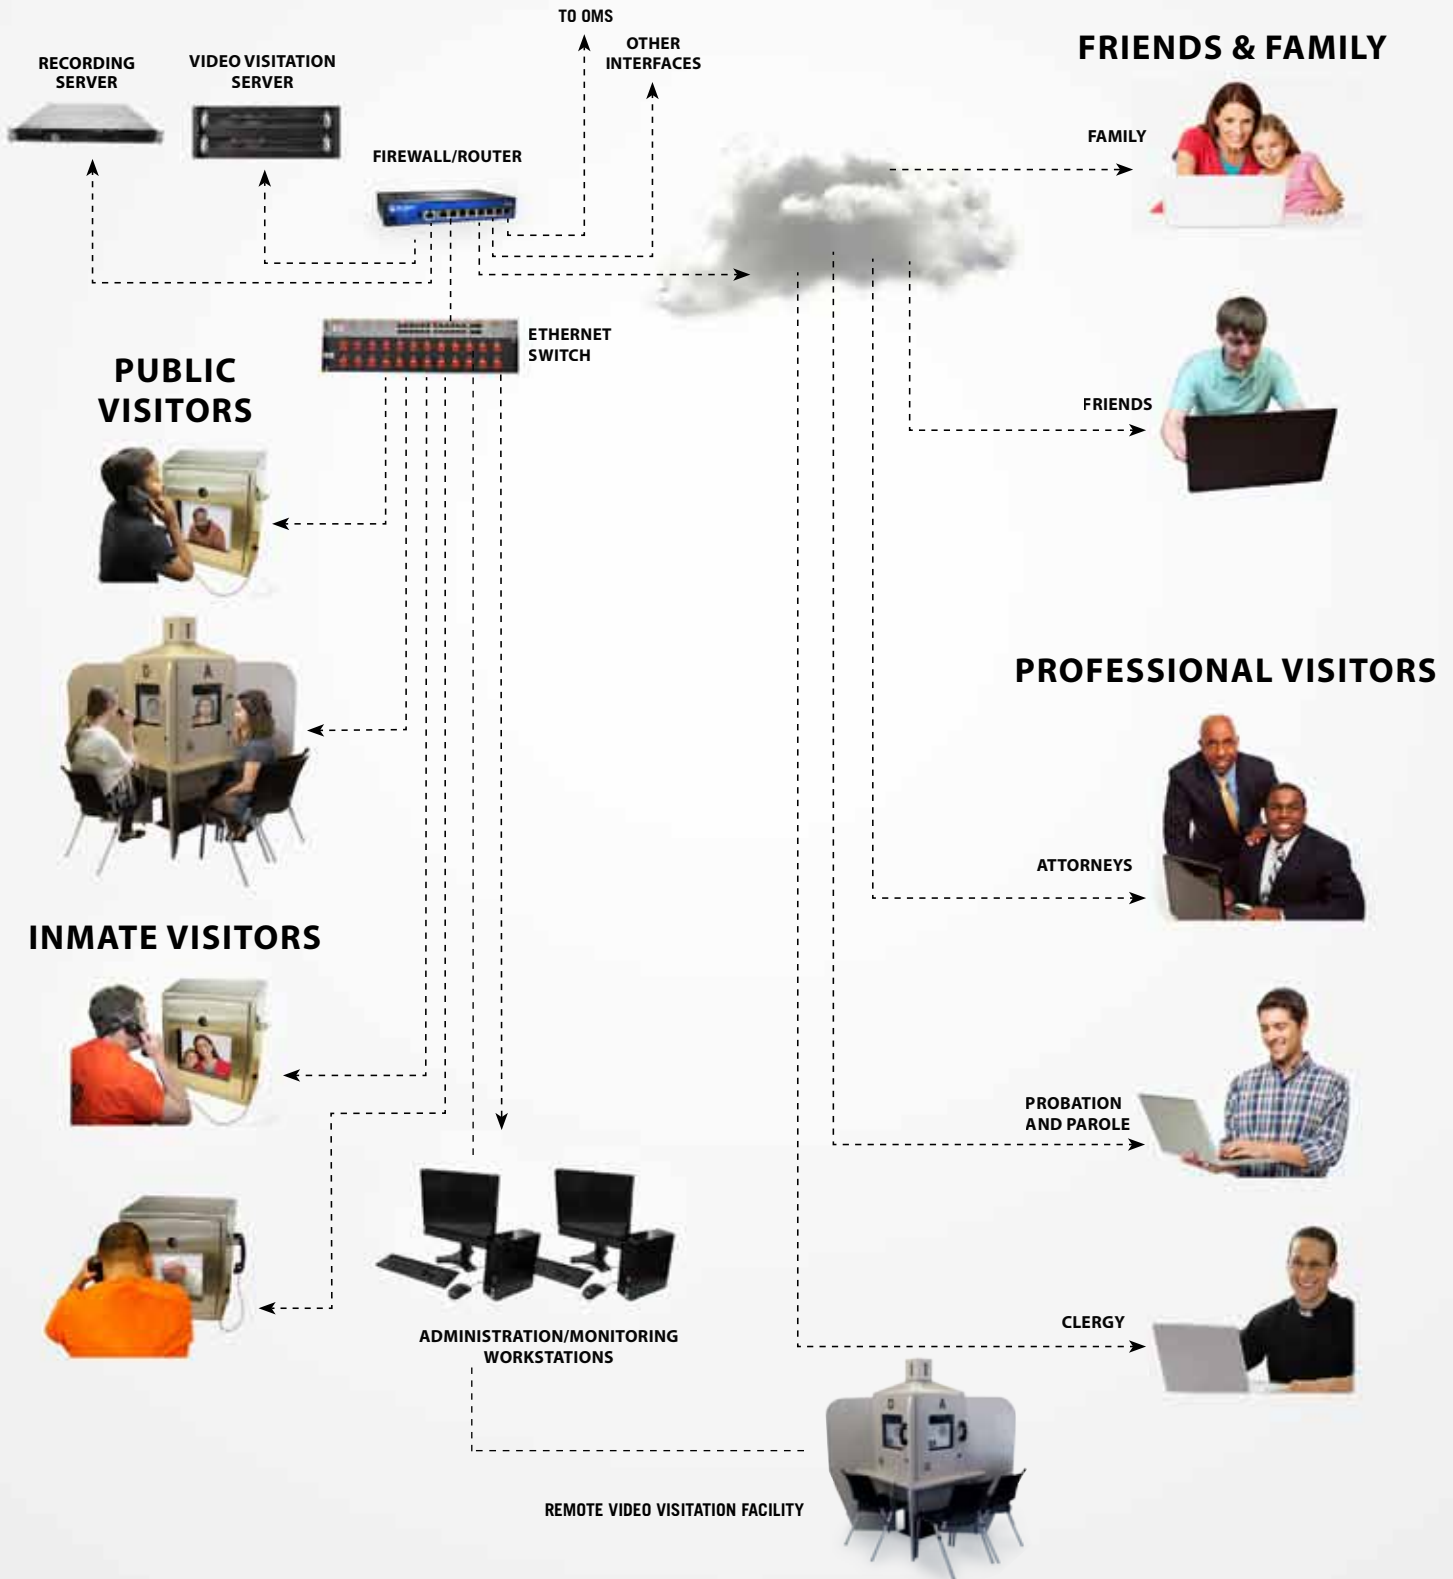 TO OMS
OTHER
INTERFACES
FRIENDS & FAMILY
RECORDING
SERVER
VIDEO VISITATION
SERVER
FIREWALL/ROUTER
FAMILY
ETHERNET
SWITCH
PUBLIC
VISITORS
FRIENDS
D
A
PROFESSIONAL VISITORS
ATTORNEYS
INMATE VISITORS
PROBATION
AND PAROLE
CLERGY
ADMINISTRATION/MONITORING
WORKSTATIONS
D
A
REMOTE VIDEO VISITATION FACILITY